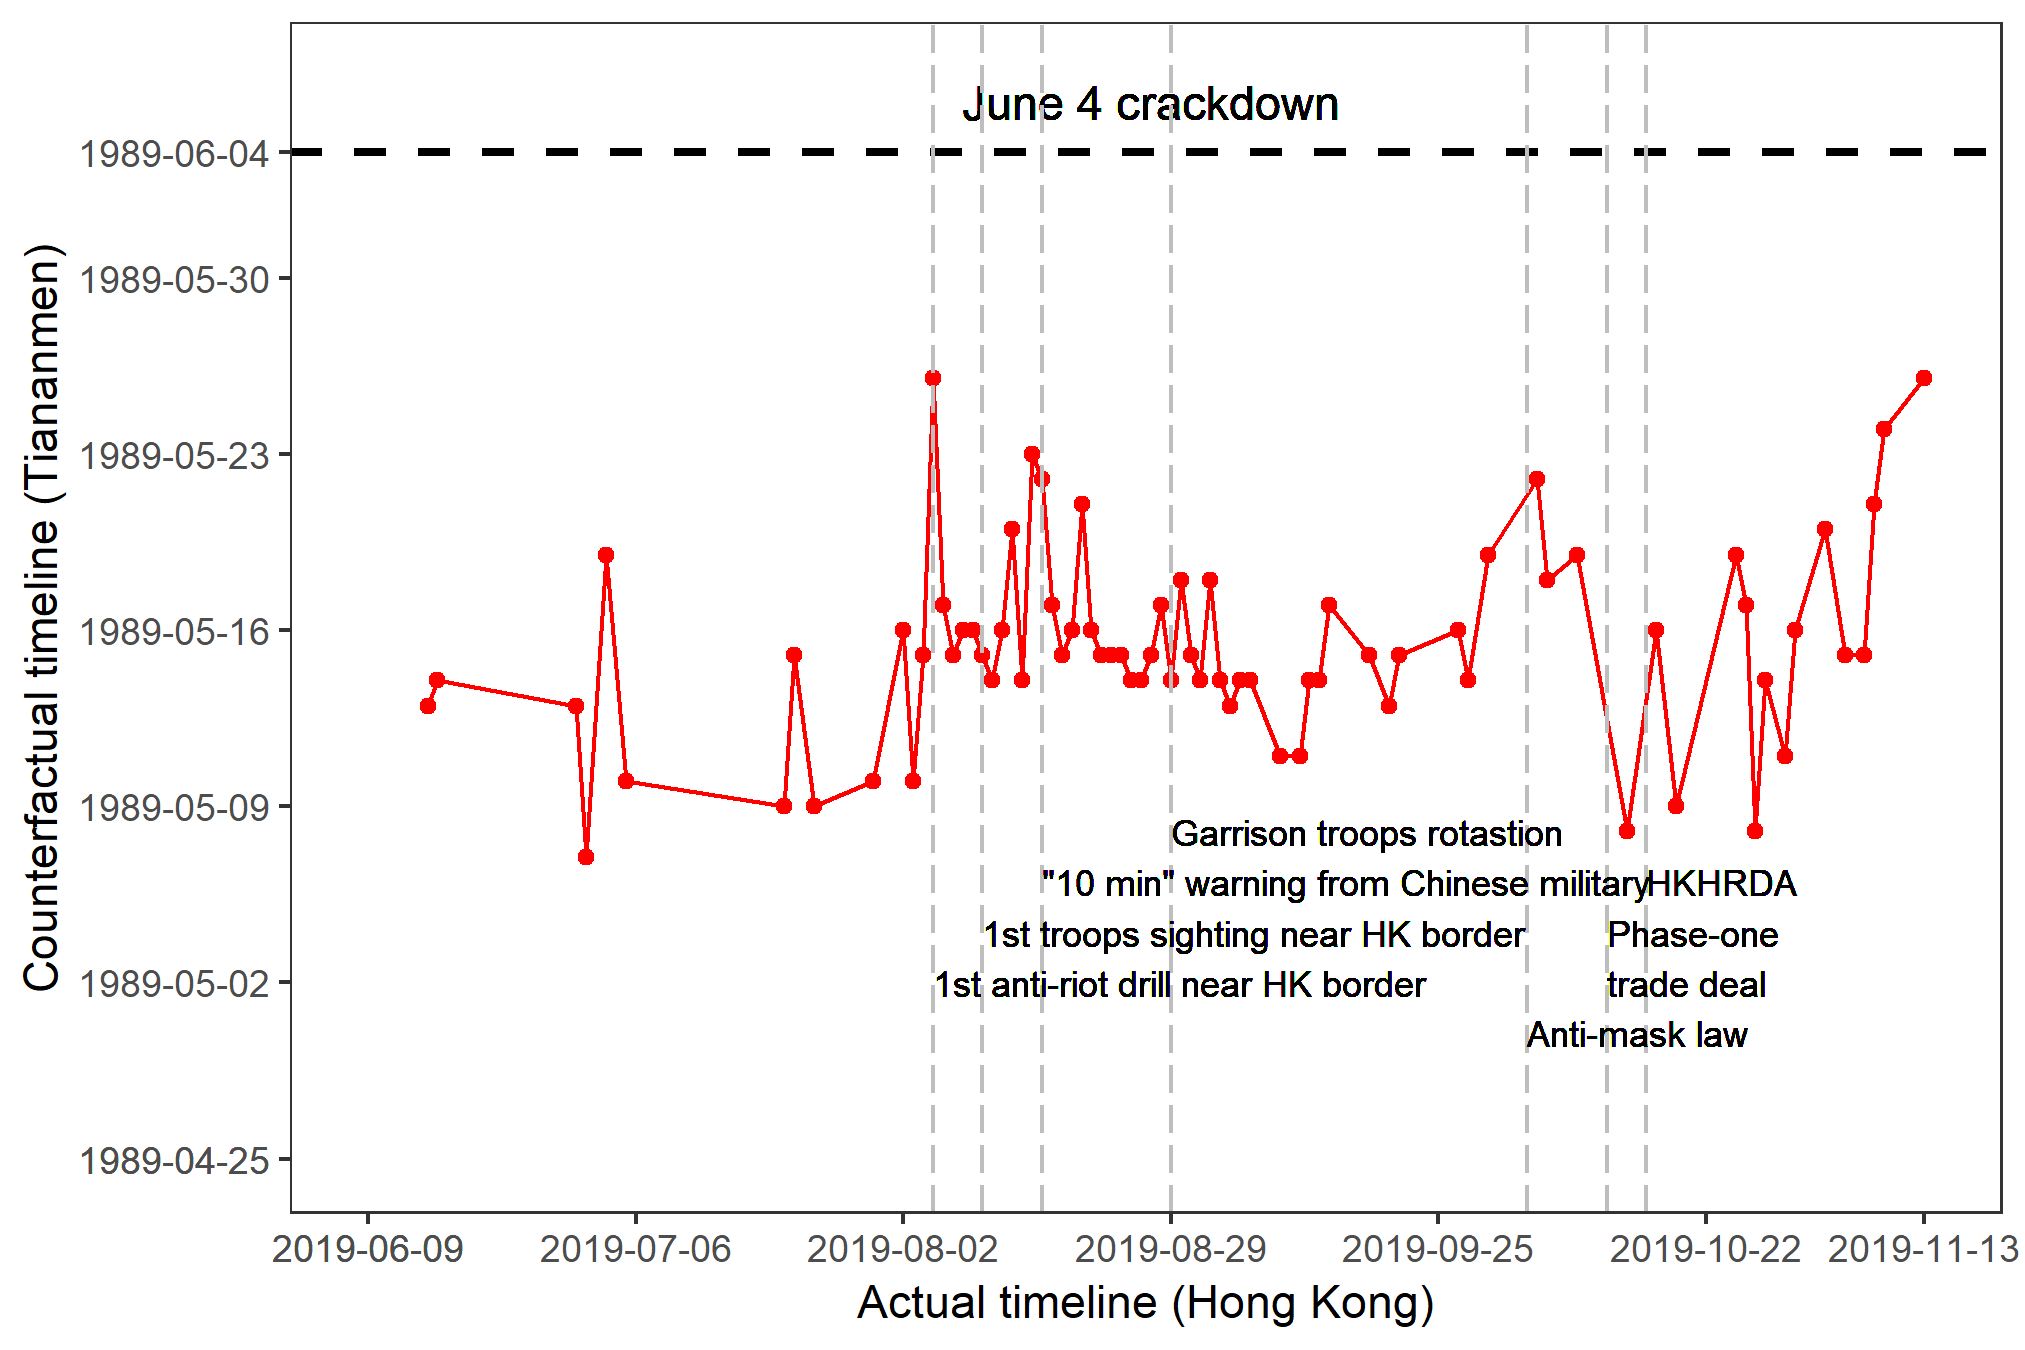 June 4 crackdown
1989-06-04
1989-05-30
1989-05-23
1989-05-16
1989-05-09
1989-05-02
1989-04-25
Counterfactual timeline (Tiananmen)
Garrison troops rotastion
"10 min" warning from Chinese military
HKHRDA
1st troops sighting near HK border
Phase-one
1st anti-riot drill near HK border
trade deal
Anti-mask law
2019-06-09
2019-07-06
2019-08-02
2019-08-29
2019-09-25
2019-10-22
2019-11-13
Actual timeline (Hong Kong)